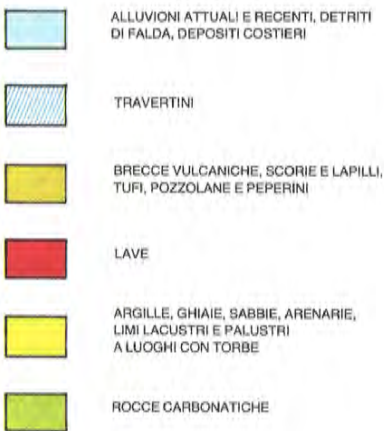 ALLUVIONI ATTUALI E RECENTI, DETRITI
DI FALDA, DEPOSITI COSTIERI
TRAVERTINI
BRECCE VULCANICHE, SCORIE E LAPILLI,
TUFI, POZZOLANE E PEPERINI
LAVE
ARGILLE, GHIAIE, SABBIE, ARENARIE,
LIMI LACUSTRI E PALUSTRI
A LUOGHI CON TORBE
ROCCE CARBONATICHE